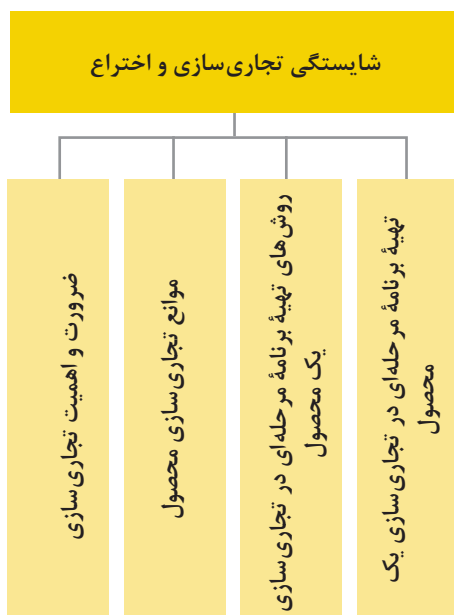 شایستگی تجاری‌سازی و اختراع
تهیهٔ برنامهٔ مرحله‌ای در تجاری‌سازی یک
محصول
روش‌های تهیهٔ برنامهٔ مرحله‌ای در تجاری‌سازی
یک محصول
موانع تجاری‌سازی محصول
ضرورت و اهمیت تجاری‌سازی